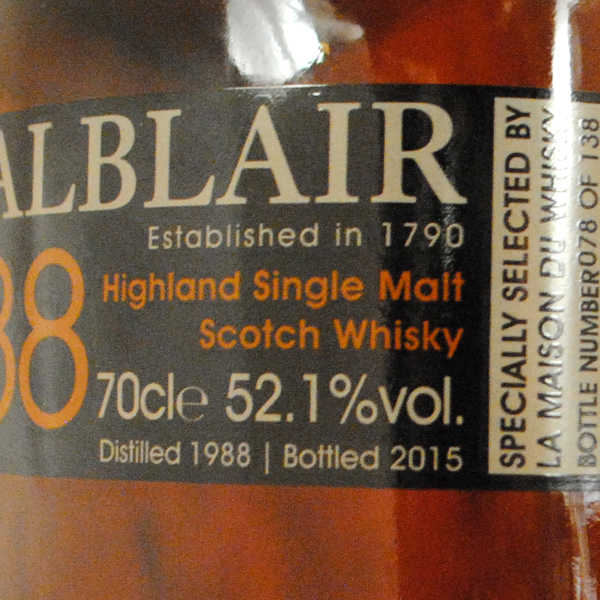 ALBLAIR
Established in 1790
88
Highland Single Malt
Scotch Whisky
70cle 52.1%vol.
Distilled 1988 | Bottled 2015
SPECIALLY SELECTED BY
LA MAISON DU WHISKY
BOTTLE NUMBER078 OF 138